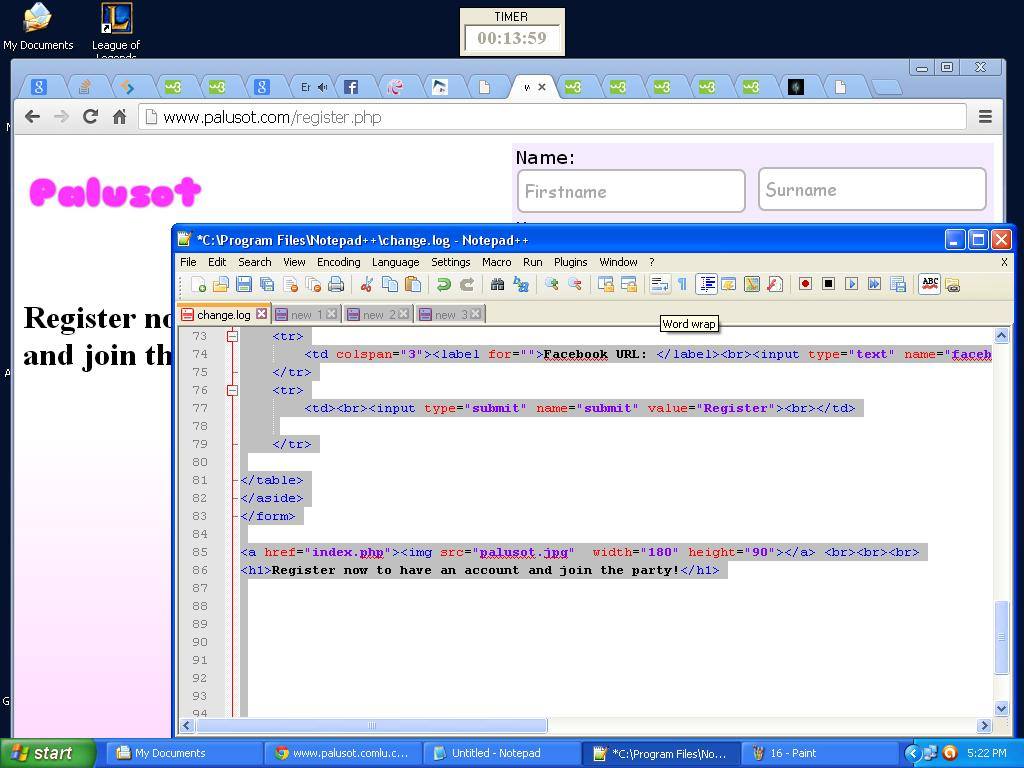 TIMER
00:13:59
My Documents
League of
Legends
Er
www.palusot.com/register.php
Palusot
Name:
Firstname
Surname
Register no
and join th
*C:\Program Files\Notepad++\change.log - Notepad++
File Edit Search View Encoding Language Settings Macro Run Plugins Window ?
X
ABC
change.log
new 1
new 2
new 3
Word wrap
73 <tr>
74 <td colspan="3"><label for="">Facebook URL: </label><br><input type="text" name="faceb
75 </tr>
76 <tr>
77 <td><br><input type="submit" name="submit" value="Register"><br></td>
78
79 </tr>
80
81 </table>
82 </aside>
83 </form>
84
85 <a href="index.php"><img src="palusot.jpg"  width="180" height="90"></a> <br><br><br>
86 <h1>Register now to have an account and join the party!</h1>
87
88
89
90
91
92
93
94
start
My Documents
www.palusot.comlu.c...
Untitled - Notepad
*C:\Program Files\No...
16 - Paint
5:22 PM